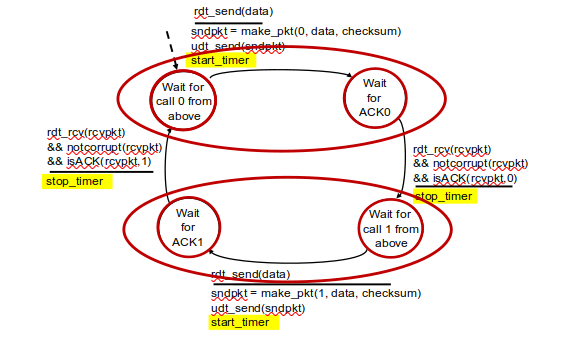 rdt_send(data)
sndpkt = make_pkt(0, data, checksum)
udt_send(sndpkt)
start_timer
Wait for
call 0 from
above
Wait
for
ACK0
rdt_rcv(rcvpkt)
&& notcorrupt(rcvpkt)
&& isACK(rcvpkt,1)
stop_timer
rdt_rcv(rcvpkt)
&& notcorrupt(rcvpkt)
&& isACK(rcvpkt,0)
stop_timer
Wait
for
ACK1
Wait for
call 1 from
above
rdt_send(data)
sndpkt = make_pkt(1, data, checksum)
udt_send(sndpkt)
start_timer